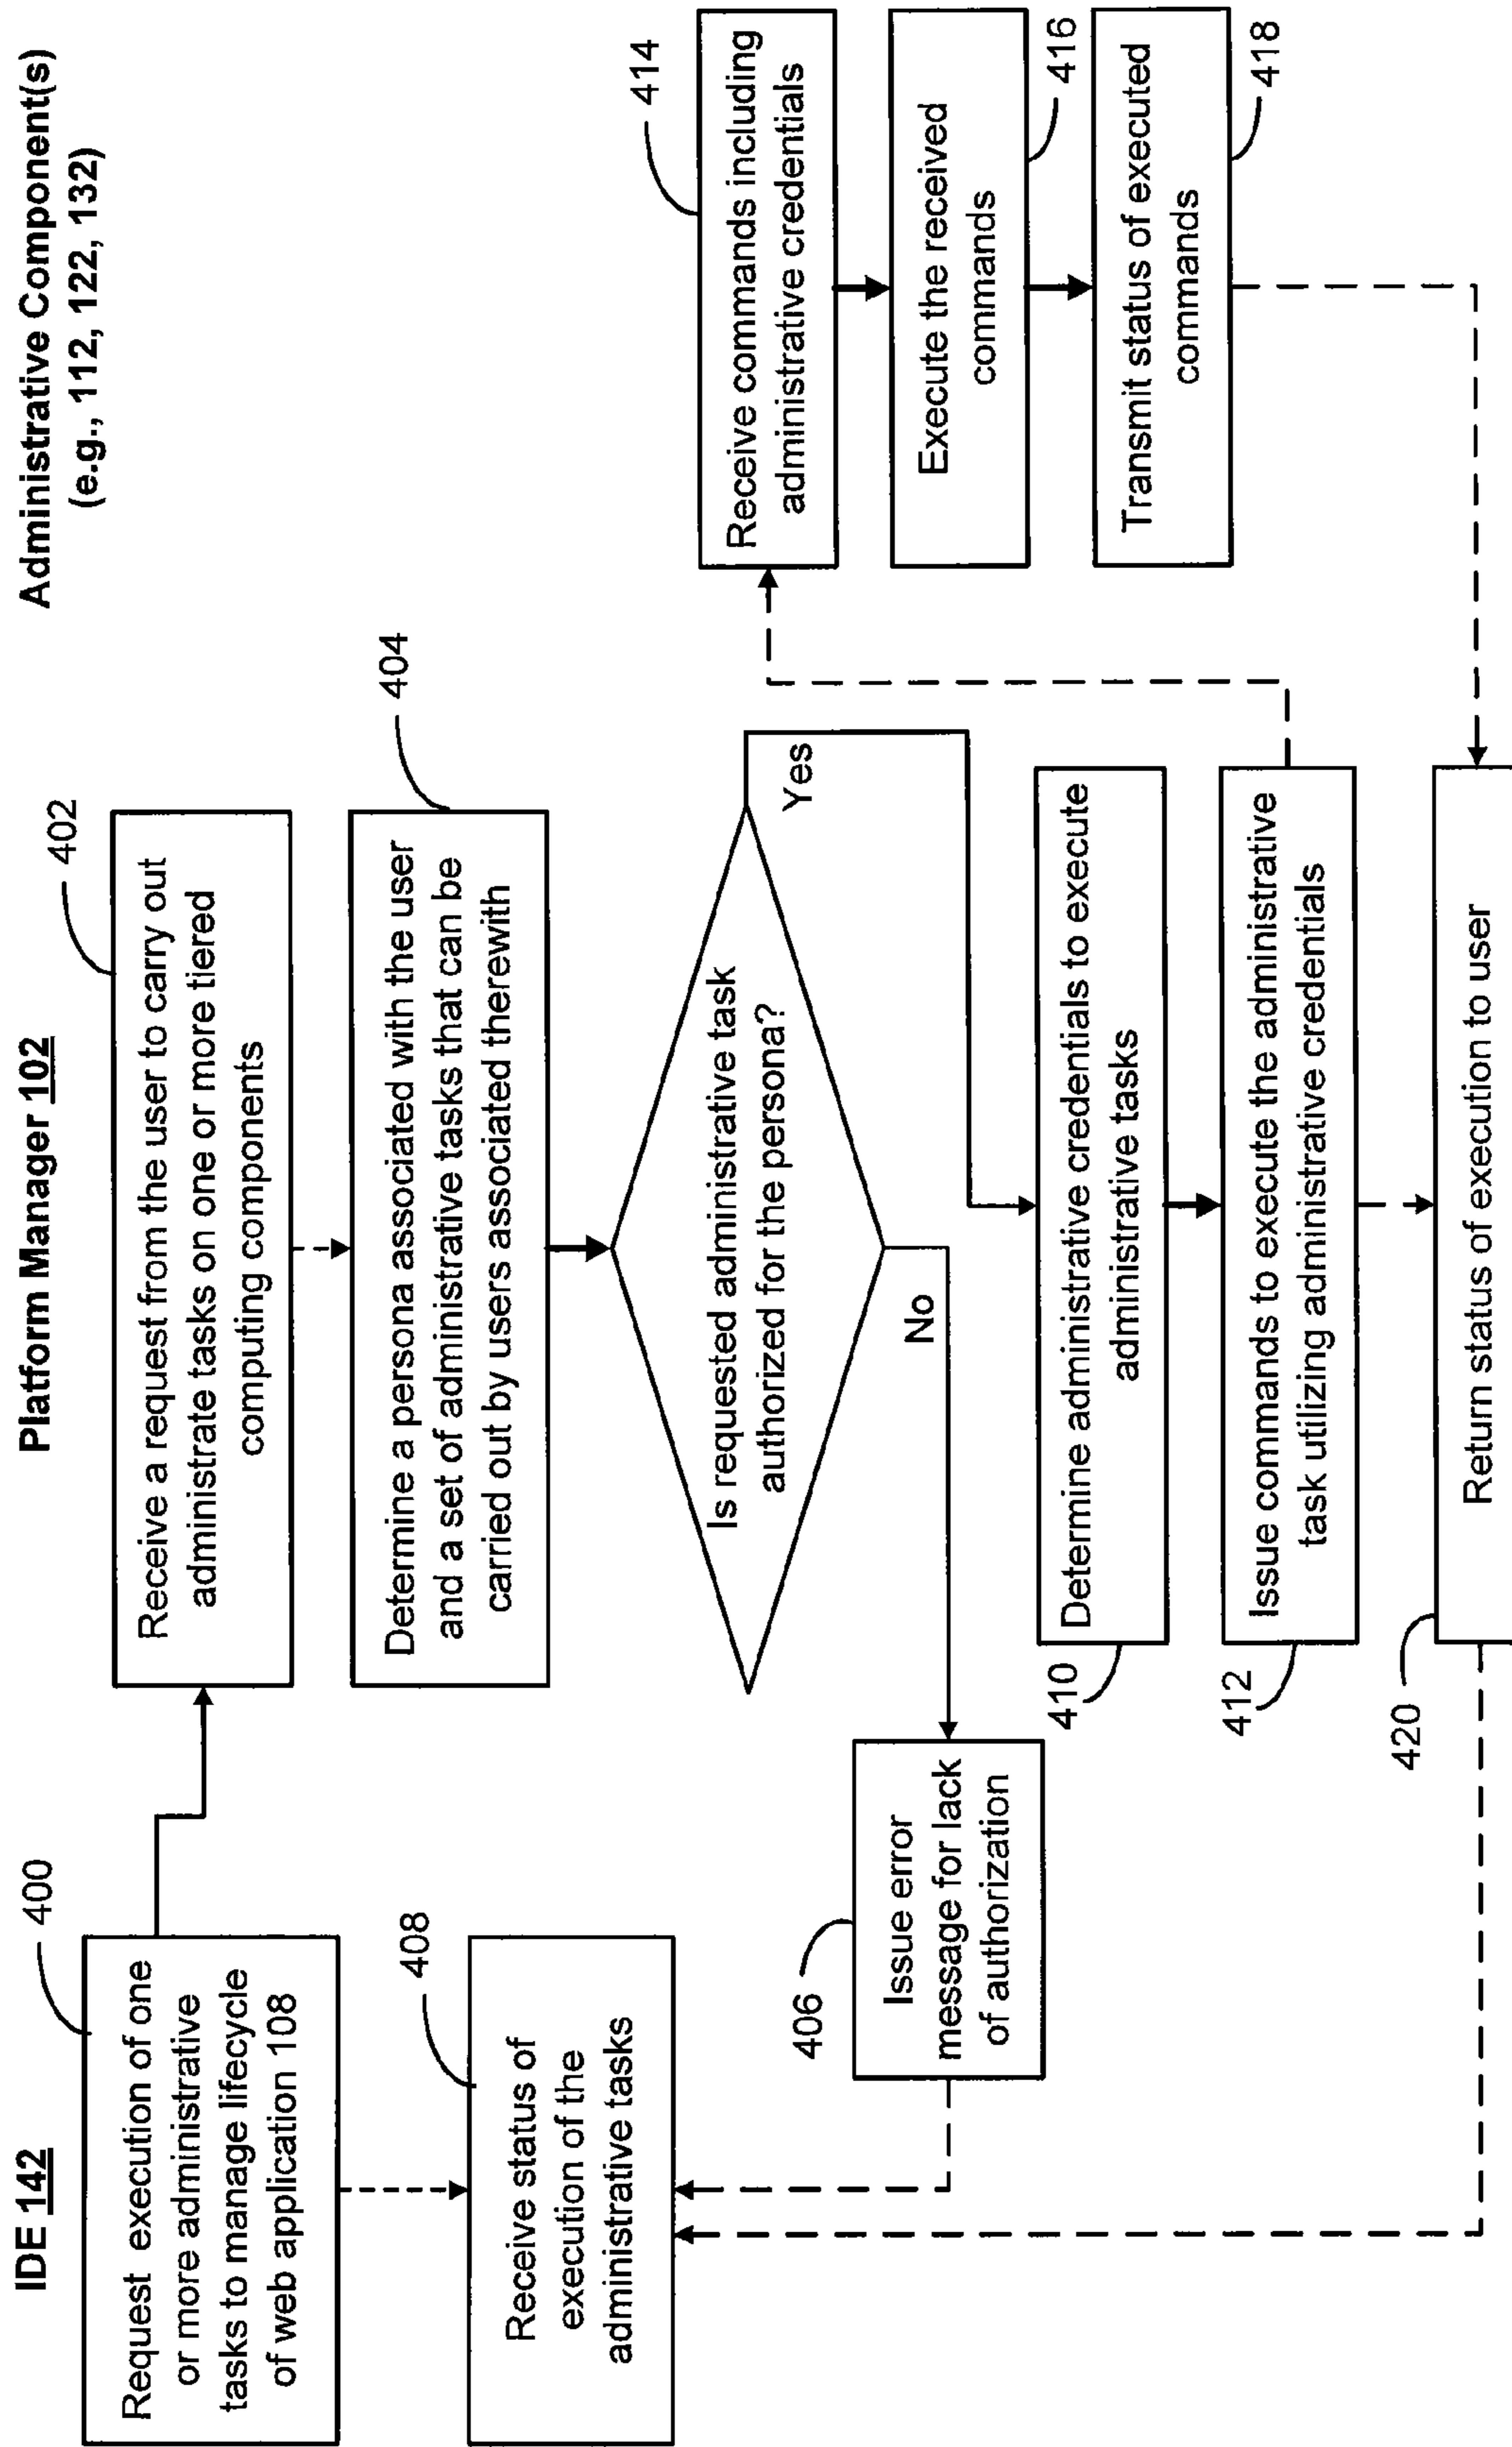 IDE 142
Platform Manager 102
Administrative Component(s)
(e.g., 112, 122, 132)
400
Request execution of one
or more administrative
tasks to manage lifecycle
of web application 108
402
Receive a request from the user to carry out
administrate tasks on one or more tiered
computing components
404
Determine a persona associated with the user
and a set of administrative tasks that can be
carried out by users associated therewith
Is requested administrative task
authorized for the persona?
Yes
No
406
Issue error
message for lack
of authorization
408
Receive status of
execution of the
administrative tasks
410
Determine administrative credentials to execute
administrative tasks
412
Issue commands to execute the administrative
task utilizing administrative credentials
414
Receive commands including
administrative credentials
416
Execute the received
commands
418
Transmit status of executed
commands
420
Return status of execution to user